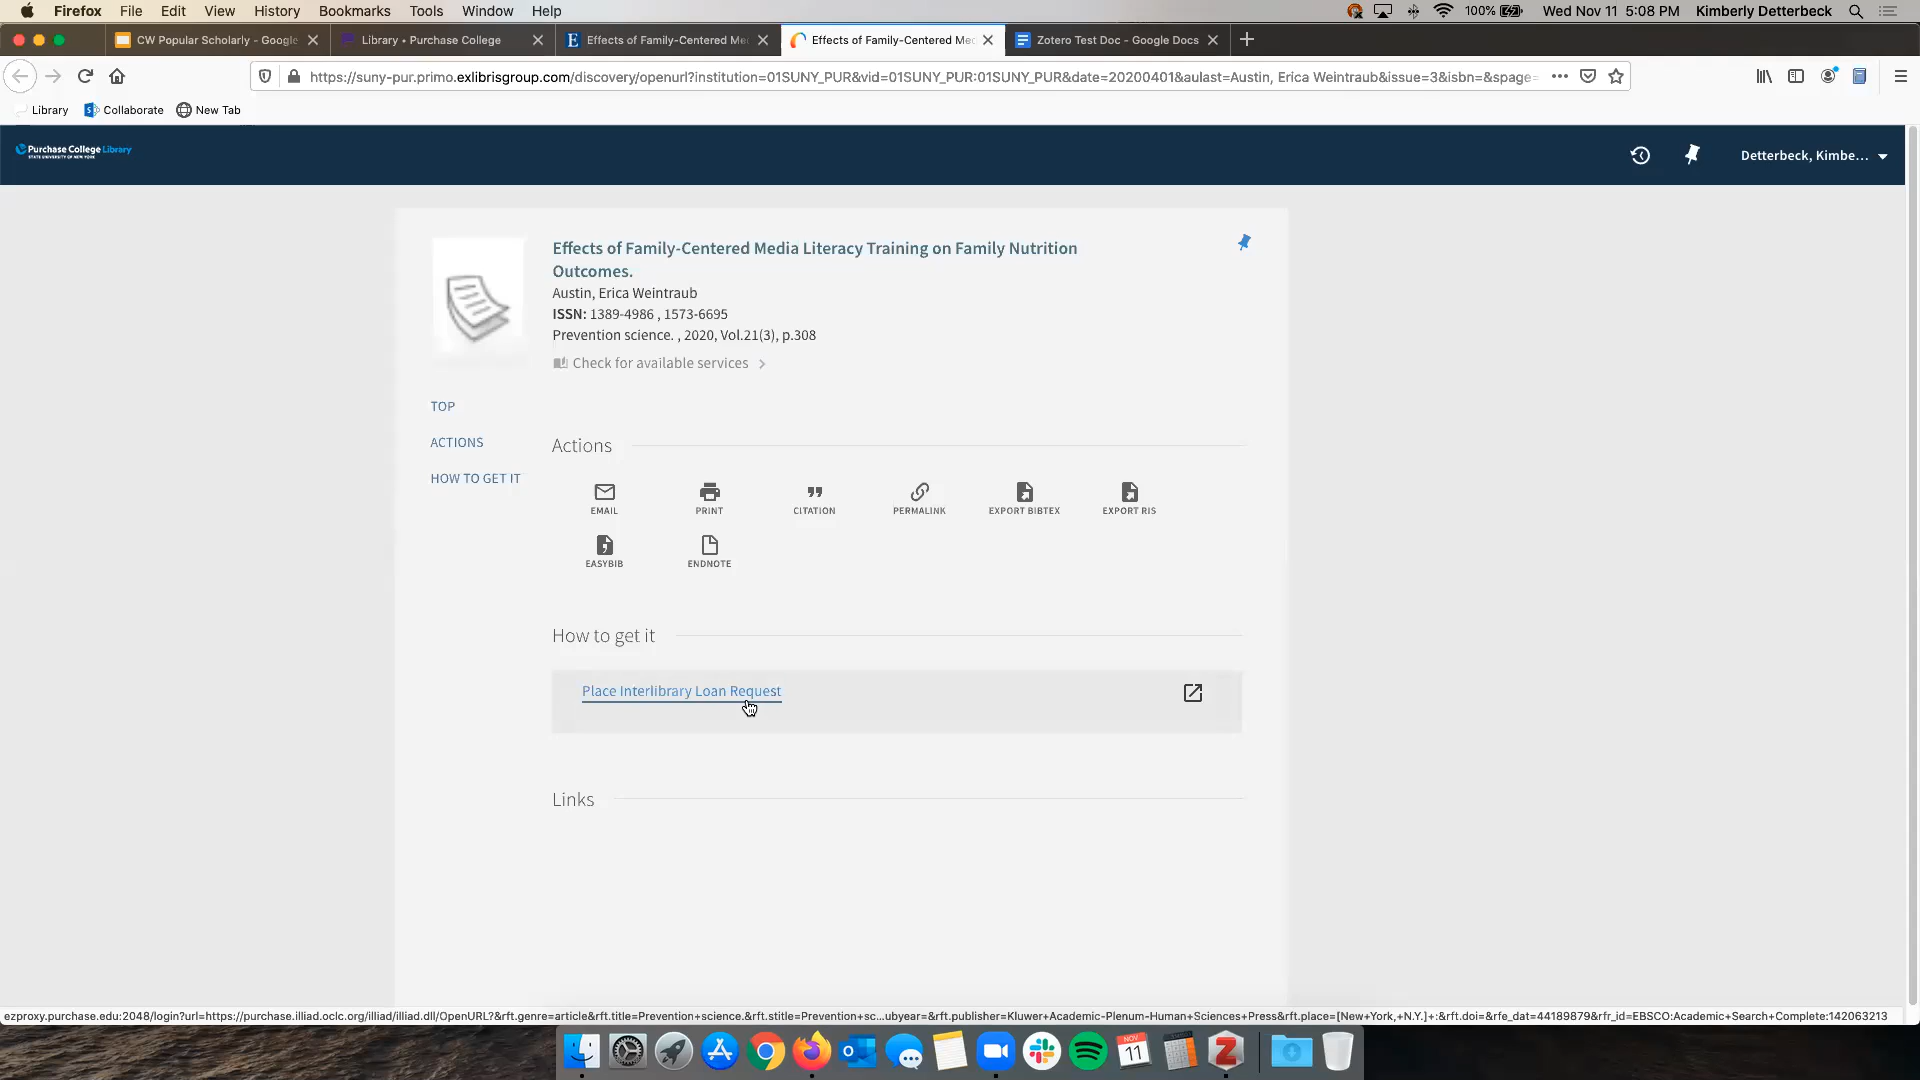 Firefox File Edit View History Bookmarks Tools Window Help 100% Wed Nov 11 5:08 PM Kimberly Detterbeck
CW Popular Scholarly - Google Library • Purchase College Effects of Family-Centered Me Effects of Family-Centered Me Zotero Test Doc - Google Docs
https://suny-pur.primo.exlibrisgroup.com/discovery/openurl?institution=01SUNY_PUR&vid=01SUNY_PUR:01SUNY_PUR&date=20200401&aulast=Austin, Erica Weintraub&issue=3&isbn=&spage=
Library Collaborate New Tab
Purchase College Library
STATE UNIVERSITY OF NEW YORK
Detterbeck, Kimbe...
Effects of Family-Centered Media Literacy Training on Family Nutrition
Outcomes.
Austin, Erica Weintraub
ISSN: 1389-4986 , 1573-6695
Prevention science. , 2020, Vol.21(3), p.308
Check for available services
TOP
ACTIONS
HOW TO GET IT
Actions
EMAIL PRINT CITATION PERMALINK EXPORT BIBTEX EXPORT RIS
EASYBIB ENDNOTE
How to get it
Place Interlibrary Loan Request
Links
ezproxy.purchase.edu:2048/login?url=https://purchase.illiad.oclc.org/illiad/illiad.dll/OpenURL?&rft.genre=article&rft.title=Prevention+science.&rft.stitle=Prevention+sc...ubyear=&rft.publisher=Kluwer+Academic-Plenum-Human+Sciences+Press&rft.place=[New+York,+N.Y.]+:&rft.doi=&rfe_dat=44189879&rfr_id=EBSCO:Academic+Search+Complete:142063213
NOV
11